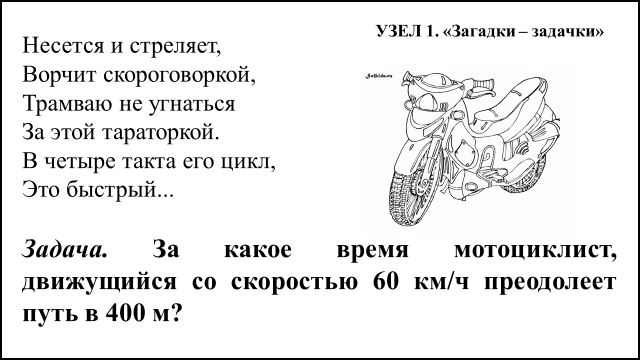 УЗЕЛ 1. «Загадки – задачки»
Несется и стреляет,
Ворчит скороговоркой,
Трамваю не угнаться
За этой тараторкой.
В четыре такта его цикл,
Это быстрый...
Задача. За какое время мотоциклист,
движущийся со скоростью 60 км/ч преодолеет
путь в 400 м?